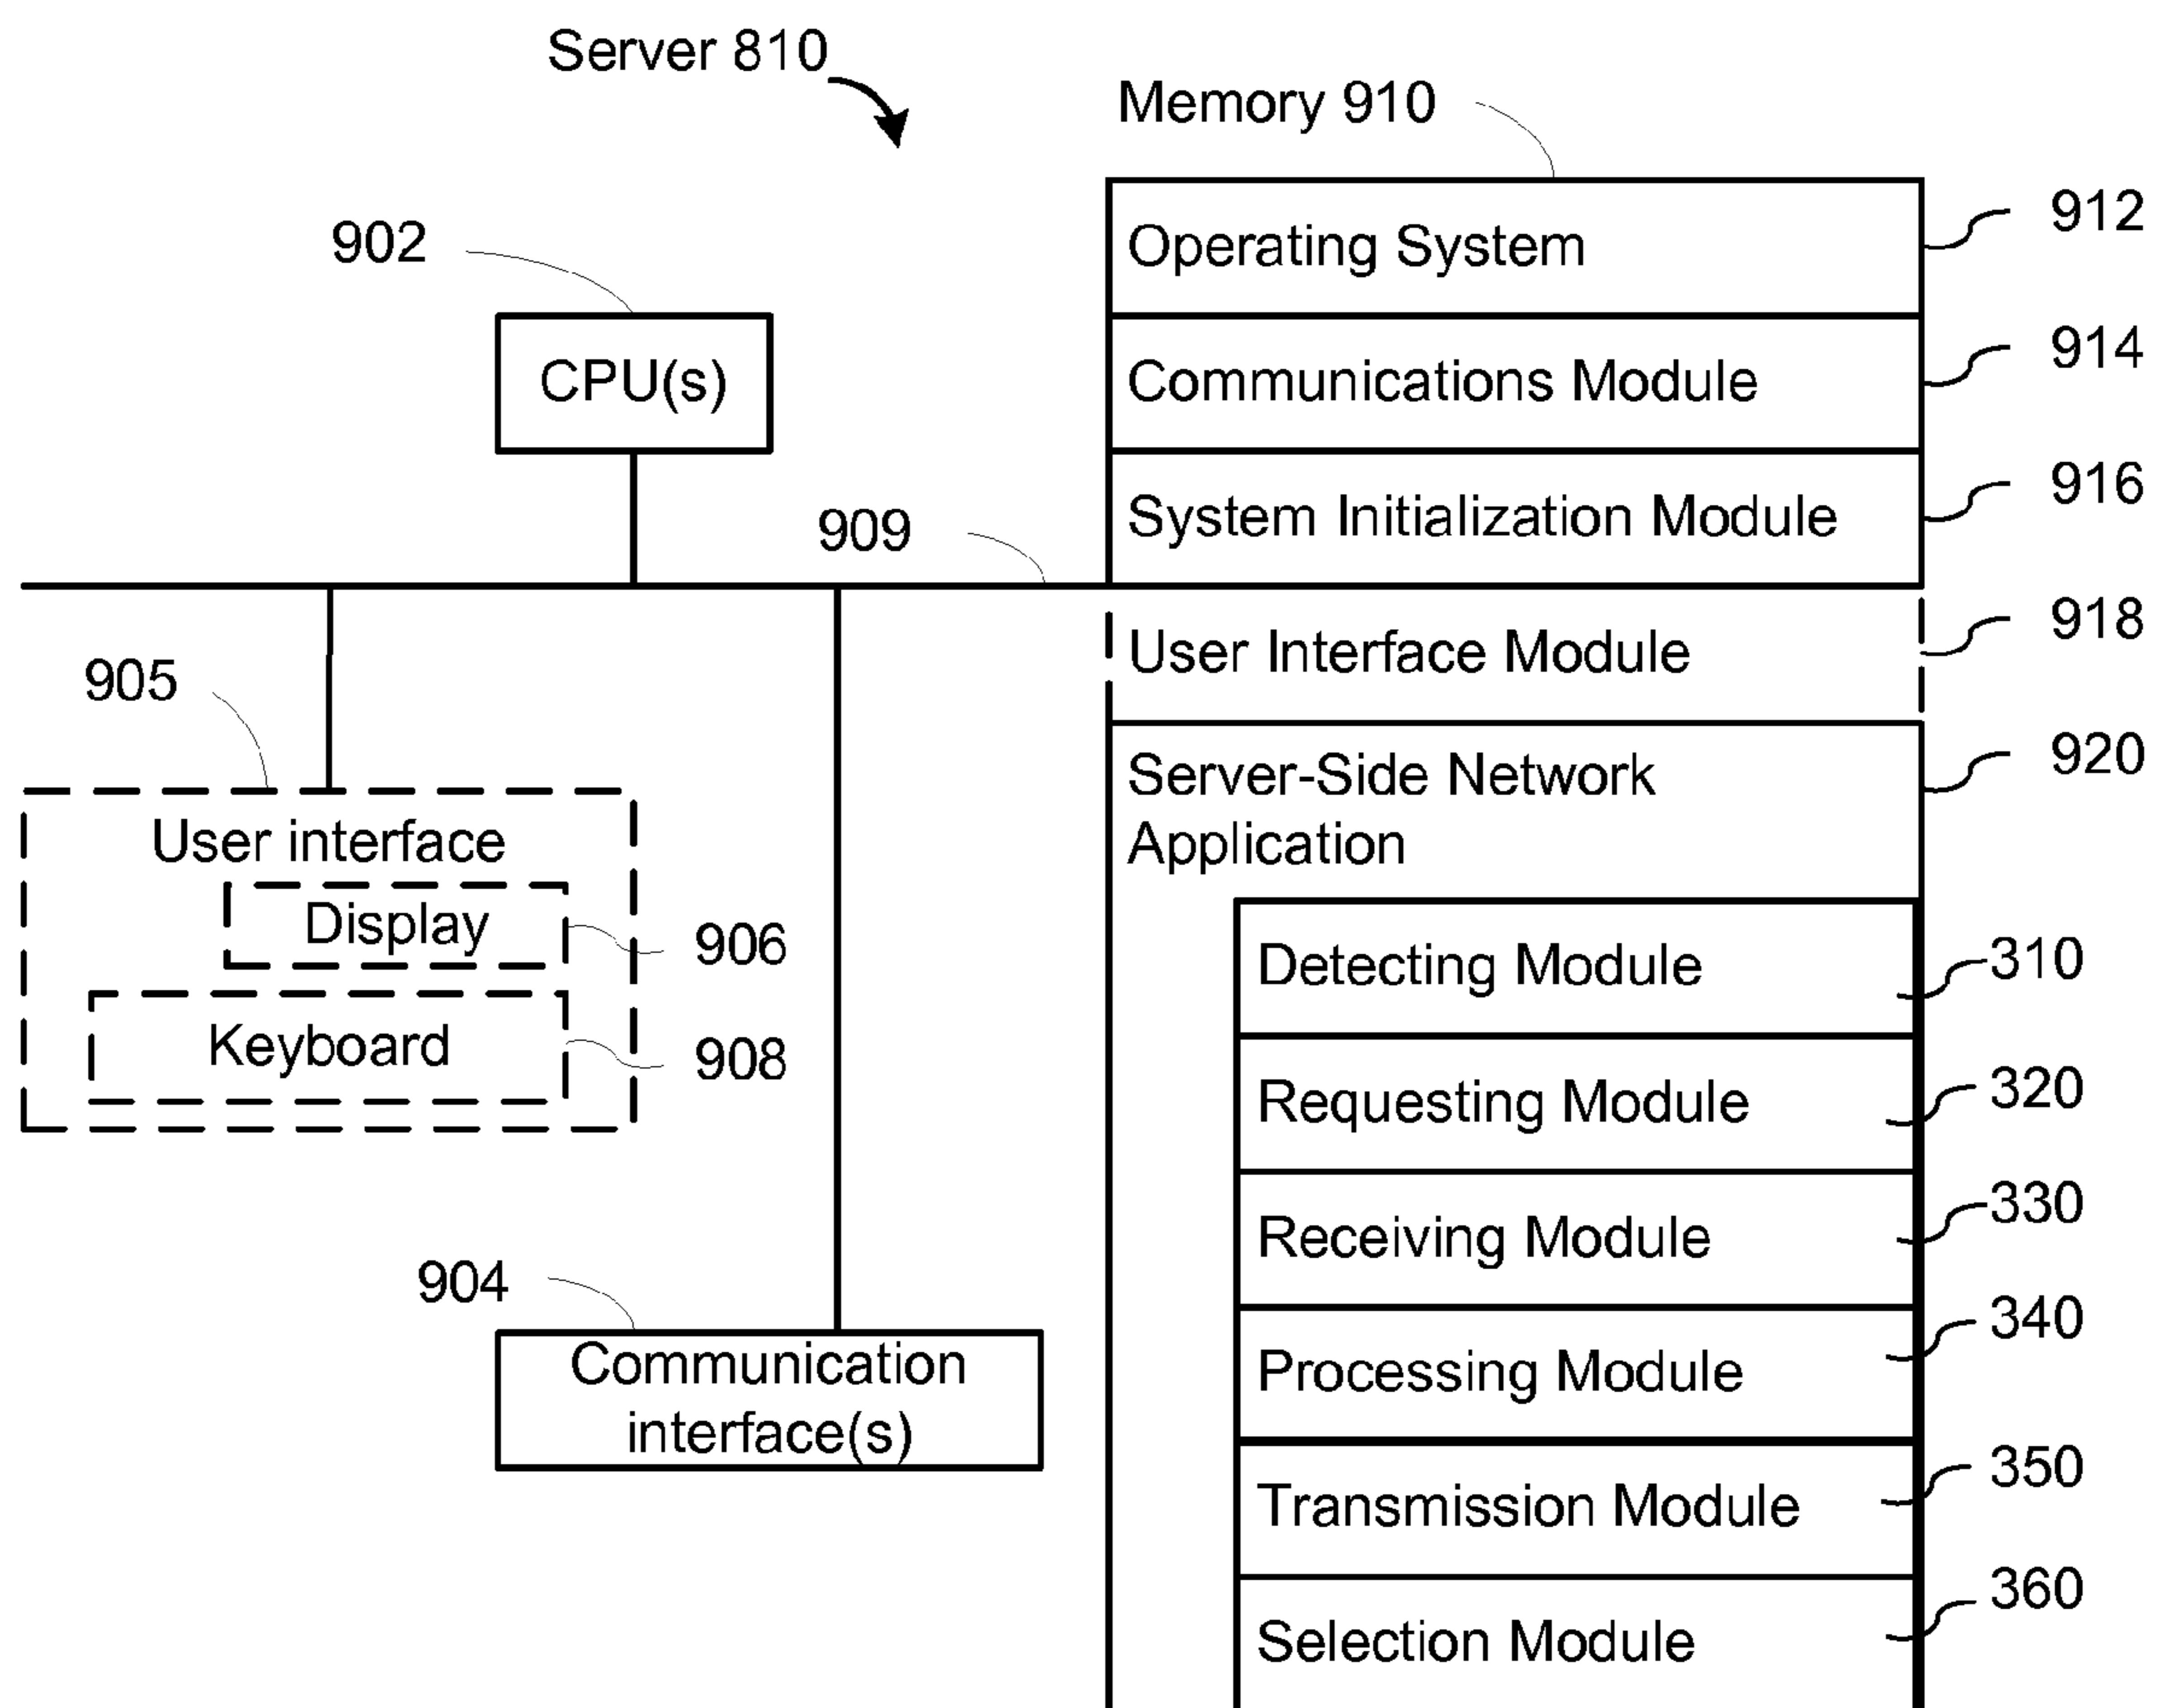 Server 810
Memory 910
Operating System
912
902
CPU(s)
Communications Module
914
System Initialization Module
916
909
User Interface Module
918
905
Server-Side Network
Application
920
User interface
Display
906
Keyboard
908
Detecting Module
310
Requesting Module
320
Receiving Module
330
904
Communication
interface(s)
Processing Module
340
Transmission Module
350
Selection Module
360